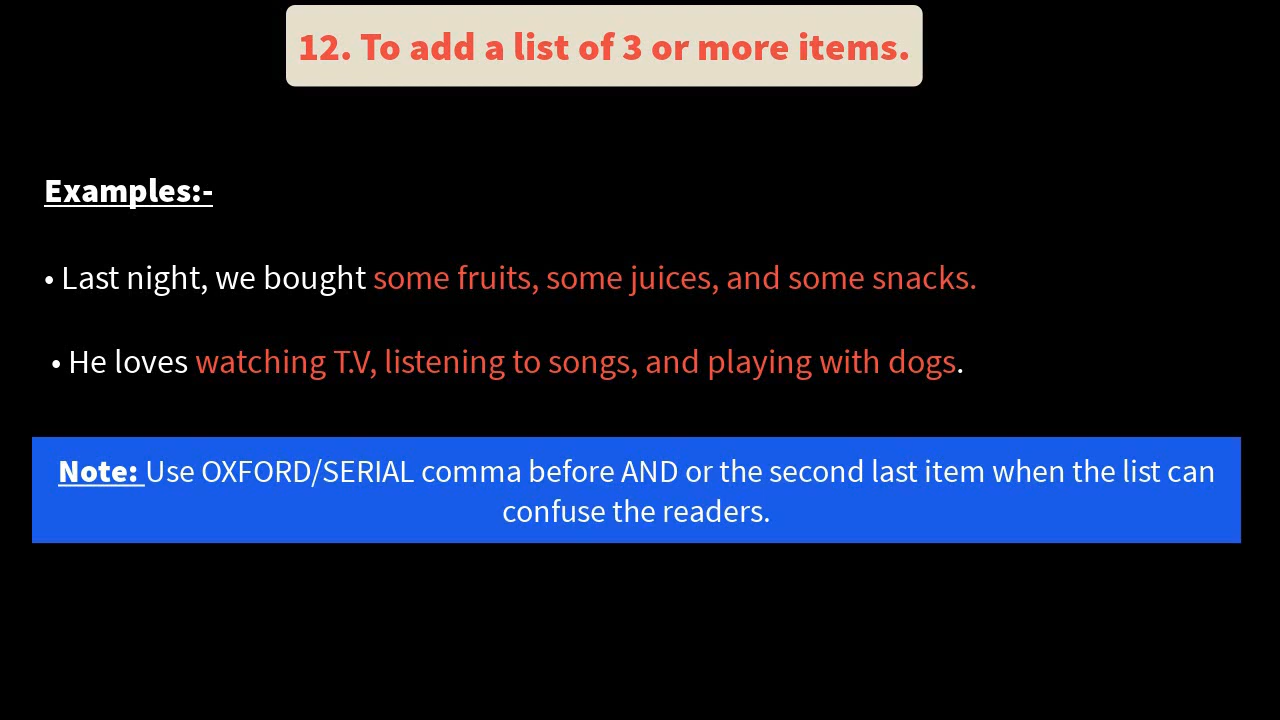 12. To add a list of 3 or more items.
Examples:-
• Last night, we bought some fruits, some juices, and some snacks.
• He loves watching T.V, listening to songs, and playing with dogs.
Note: Use OXFORD/SERIAL comma before AND or the second last item when the list can
confuse the readers.